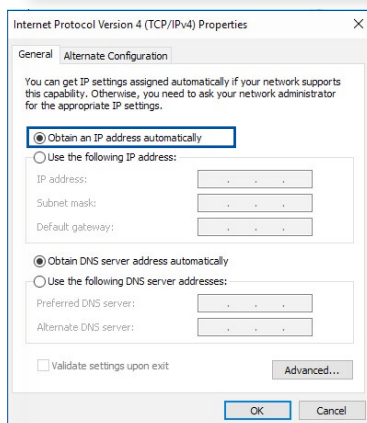 Internet Protocol Version 4 (TCP/IPv4) Properties
General Alternate Configuration
You can get IP settings assigned automatically if your network supports
this capability. Otherwise, you need to ask your network administrator
for the appropriate IP settings.
Obtain an IP address automatically
Use the following IP address:
IP address:
Subnet mask:
Default gateway:
Obtain DNS server address automatically
Use the following DNS server addresses:
Preferred DNS server:
Alternate DNS server:
Validate settings upon exit
Advanced...
OK Cancel